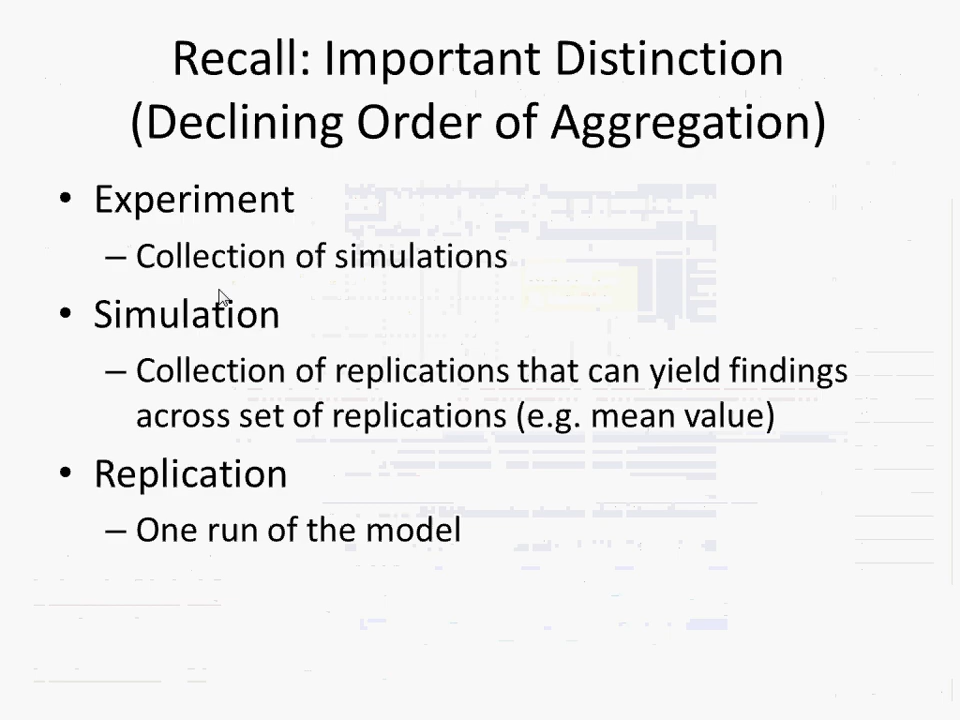 Recall: Important Distinction
(Declining Order of Aggregation)
• Experiment
– Collection of simulations
• Simulation
– Collection of replications that can yield findings
across set of replications (e.g. mean value)
• Replication
– One run of the model